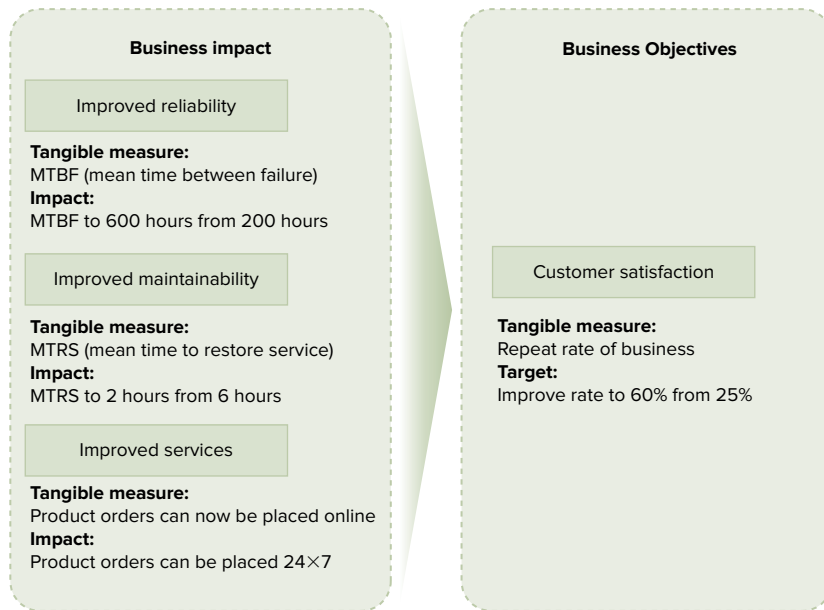 Business impact
Improved reliability
Tangible measure:
MTBF (mean time between failure)
Impact:
MTBF to 600 hours from 200 hours
Improved maintainability
Tangible measure:
MTRS (mean time to restore service)
Impact:
MTRS to 2 hours from 6 hours
Improved services
Tangible measure:
Product orders can now be placed online
Impact:
Product orders can be placed 24×7
Business Objectives
Customer satisfaction
Tangible measure:
Repeat rate of business
Target:
Improve rate to 60% from 25%